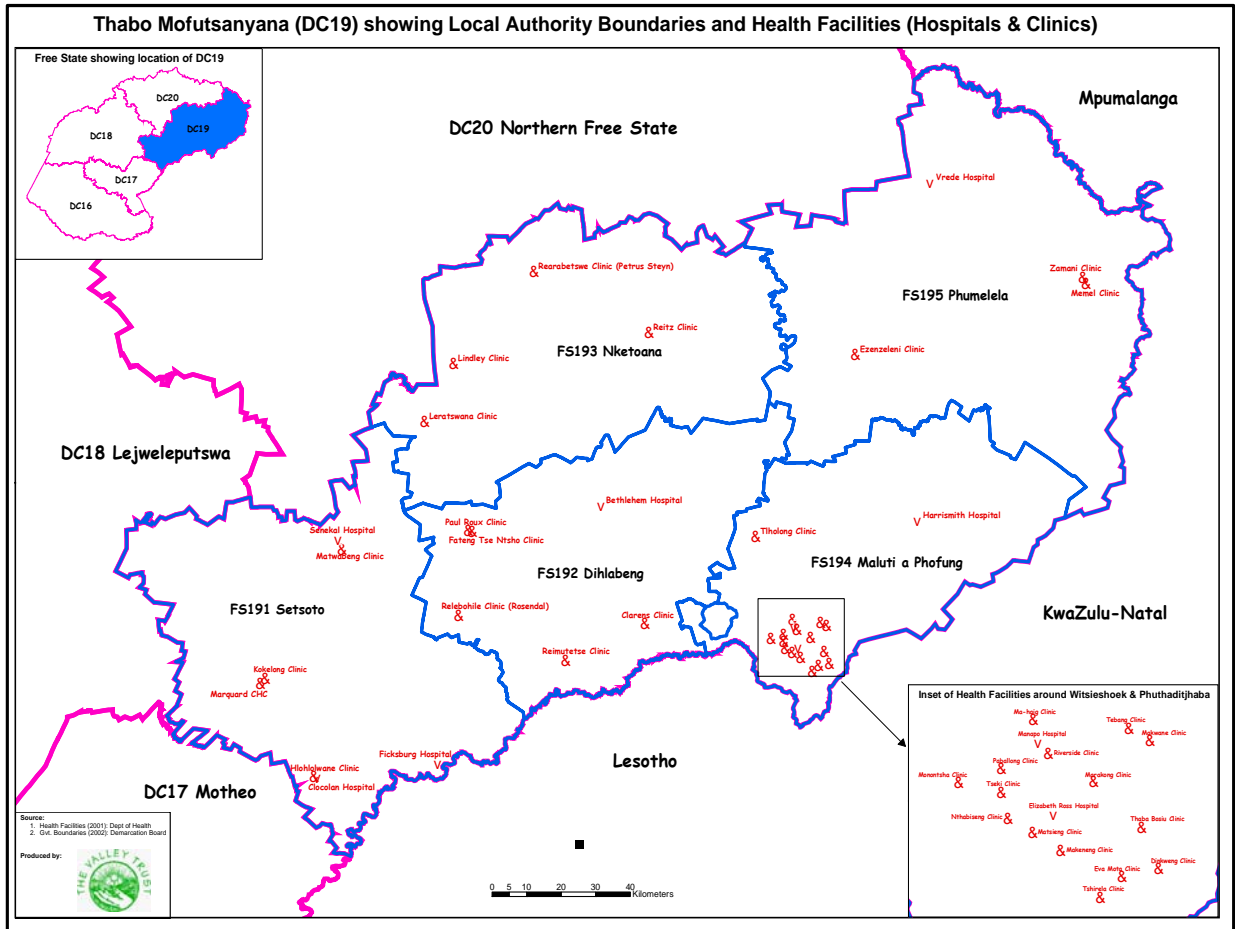 Thabo Mofutsanyana (DC19) showing Local Authority Boundaries and Health Facilities (Hospitals & Clinics)
Free State showing location of DC19
DC20
DC19
DC18
DC17
DC16
DC20 Northern Free State
Mpumalanga
Vrede Hospital
Rearabetswe Clinic (Petrus Steyn)
Zamani Clinic
Memel Clinic
FS195 Phumelela
Reitz Clinic
FS193 Nketoana
Ezenzeleni Clinic
Lindley Clinic
Leratswana Clinic
DC18 Lejweleputswa
Bethlehem Hospital
Harrismith Hospital
Senekal Hospital
Matwabeng Clinic
Paul Roux Clinic
Fateng Tse Ntsho Clinic
Tlholong Clinic
FS192 Dihlabeng
FS194 Maluti a Phofung
FS191 Setsoto
Relebohile Clinic (Rosendal)
Clarens Clinic
KwaZulu-Natal
Reimutetse Clinic
Kokelong Clinic
Marquard CHC
Ficksburg Hospital
Lesotho
Hlohlolwane Clinic
Clocolan Hospital
DC17 Motheo
Inset of Health Facilities around Witsieshoek & Phuthaditjhaba
Ma-haig Clinic
Tebang Clinic
Makwane Clinic
Manapo Hospital
Riverside Clinic
Paballong Clinic
Monontsha Clinic
Tseki Clinic
Marakong Clinic
Elizabeth Ross Hospital
Nthabiseng Clinic
Thaba Bosiu Clinic
Matsieng Clinic
Makeneng Clinic
Dinkweng Clinic
Eva Mota Clinic
Tshirela Clinic
Source:
1. Health Facilities (2001): Dept of Health
2. Gvt. Boundaries (2002): Demarcation Board
Produced by:
THE VALLEY TRUST
0 5 10 20 30 40
Kilometers